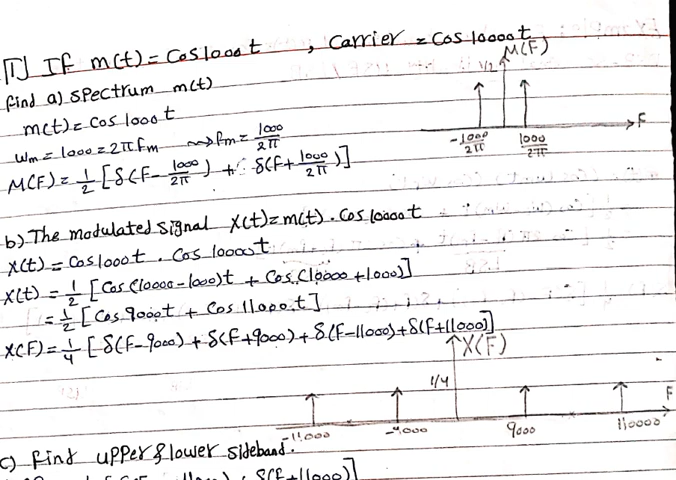 [1] If m(t) = Cos 1000 t , Carrier = Cos 10000 t
find a) spectrum m(t)
m(t) = Cos 1000 t
ωm = 1000 = 2π fm ⇝ fm = 1000/2π
M(F) = 1/2 [δ(F - 1000/2π) + δ(F + 1000/2π)]
M(F)
1/2
-1000/2π
1000/2π
F
b) The modulated signal X(t) = m(t) . Cos 10000 t
X(t) = Cos 1000 t . Cos 10000 t
X(t) = 1/2 [Cos (10000 - 1000)t + Cos (10000 + 1000)]
= 1/2 [Cos 9000 t + Cos 11000 t]
X(F) = 1/4 [δ(F - 9000) + δ(F + 9000) + δ(F - 11000) + δ(F + 11000)]
X(F)
1/4
-11000
-9000
9000
110000
F
c) Find upper & lower sideband.
δ(F + 11000)]